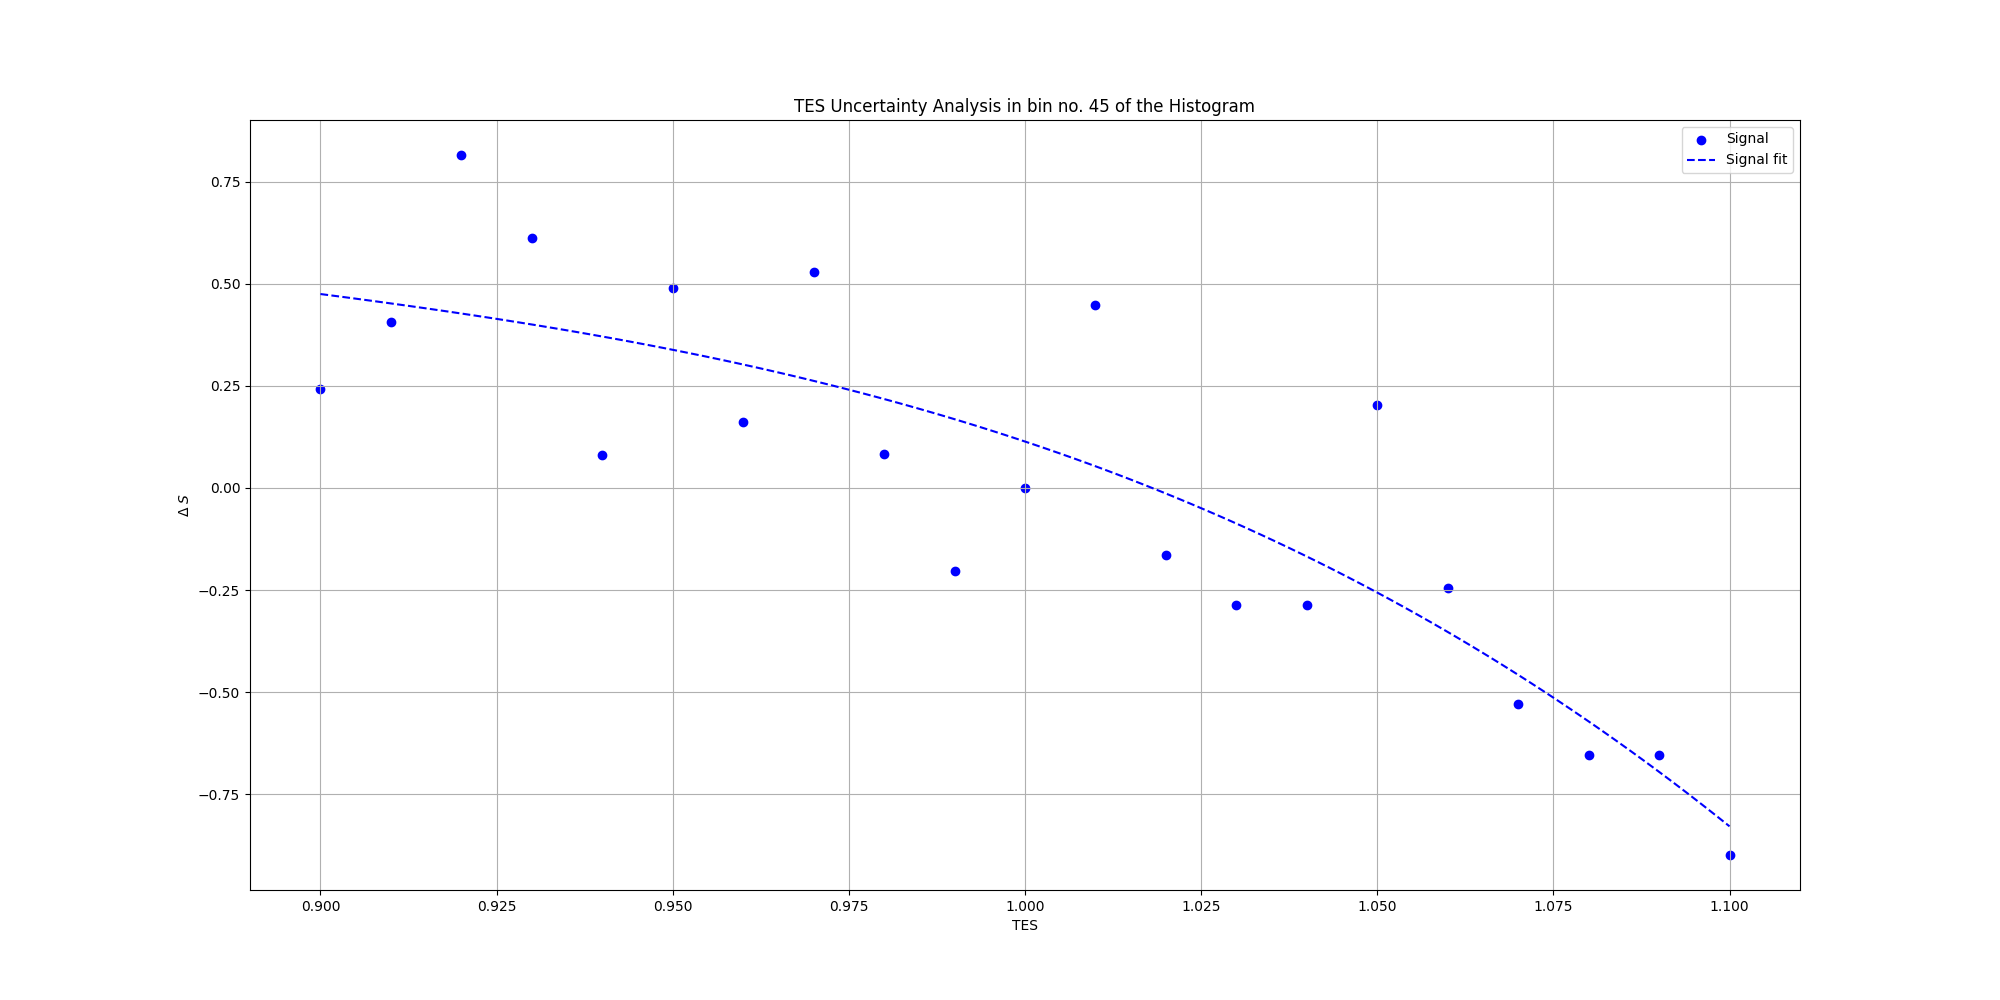 TES Uncertainty Analysis in bin no. 45 of the Histogram
Signal
Signal fit
0.75
0.50
0.25
0.00
−0.25
−0.50
−0.75
Δ S
0.900 0.925 0.950 0.975 1.000 1.025 1.050 1.075 1.100
TES